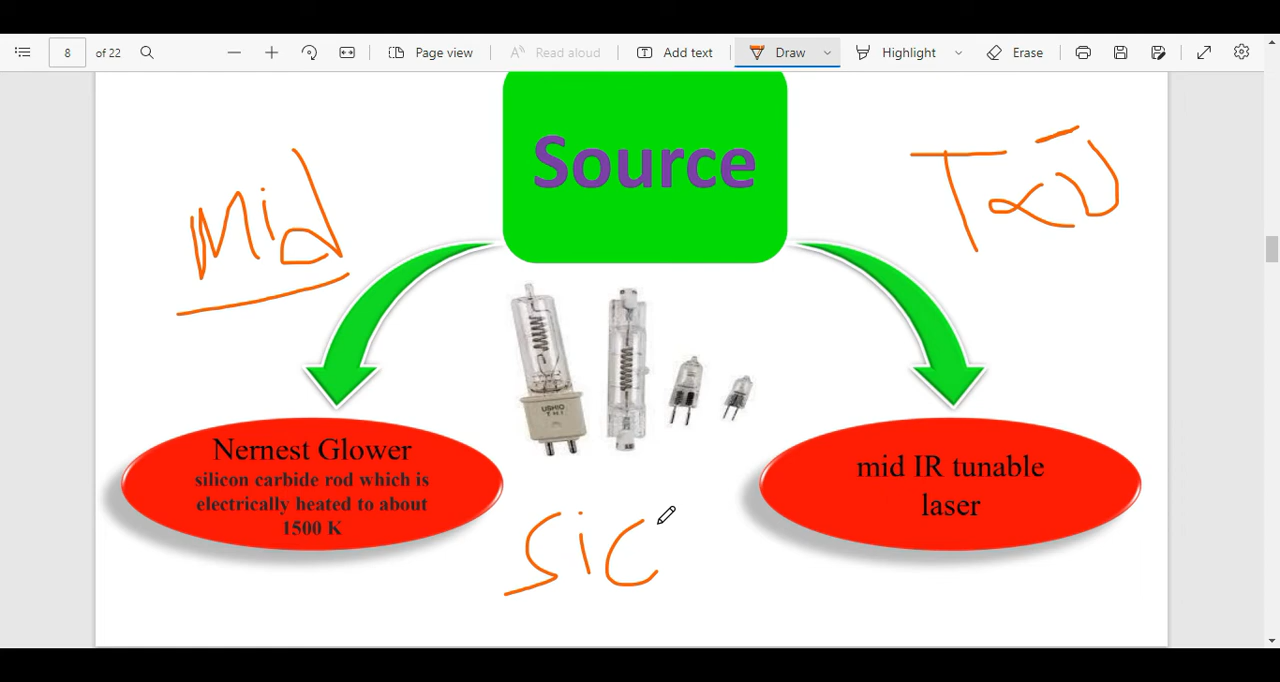 8 of 22 Page view Read aloud Add text Draw Highlight Erase
Source
Mid
USHIO
Nernest Glower
silicon carbide rod which is
electrically heated to about
1500 K
mid IR tunable
laser
SiC